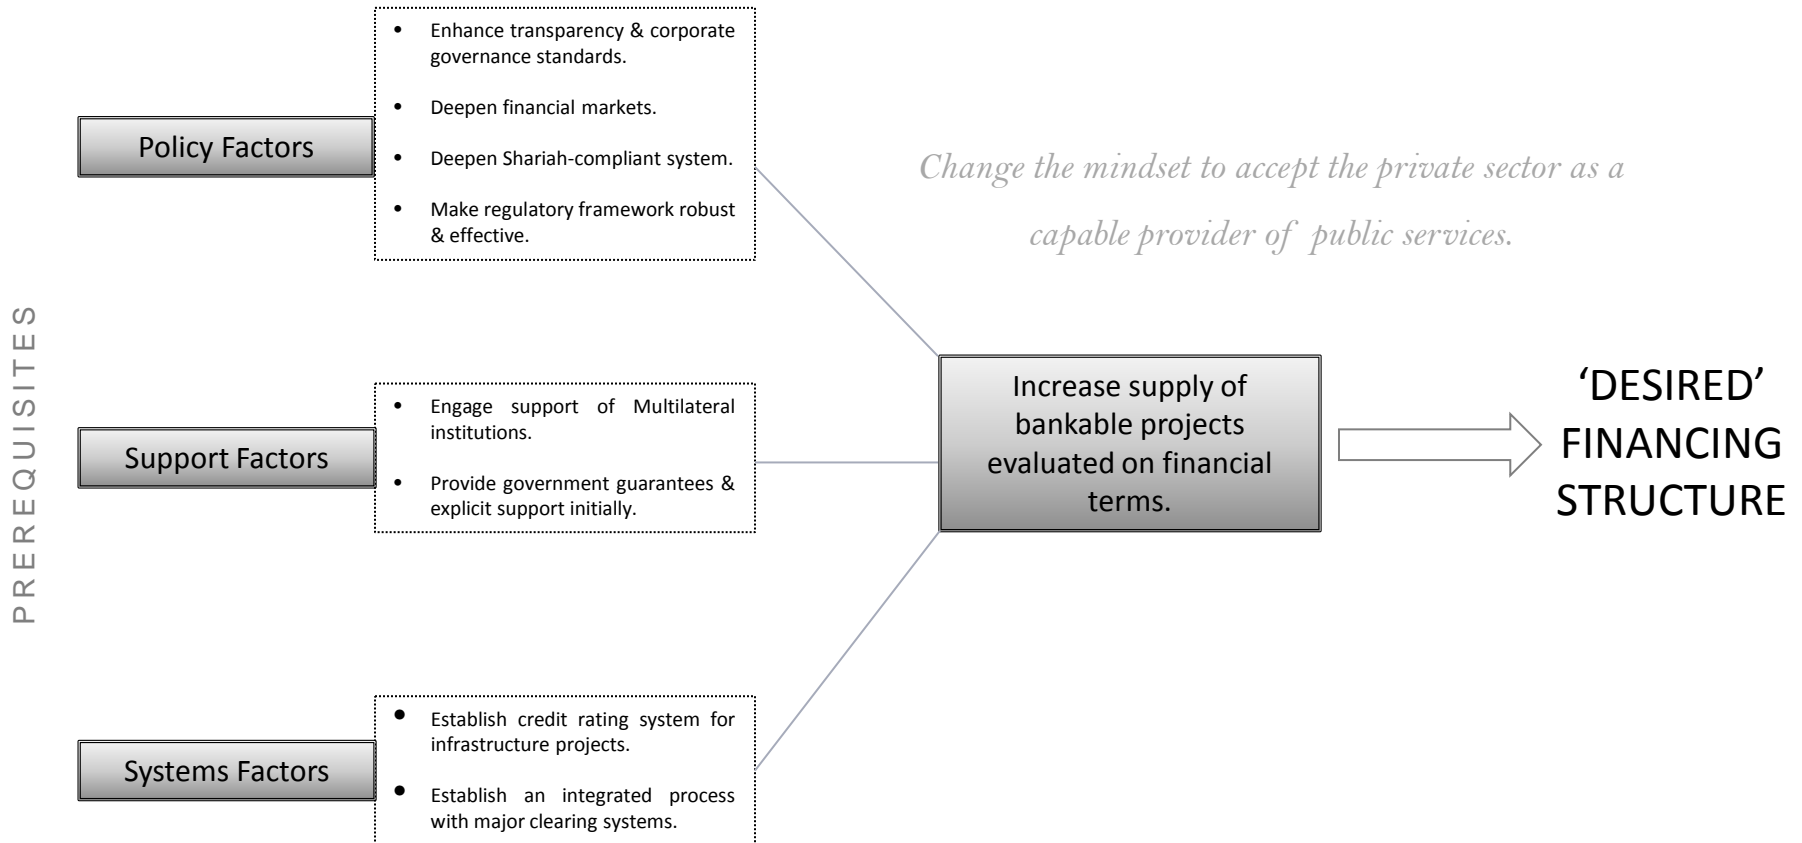 PREREQUISITES
Policy Factors
• Enhance transparency & corporate
governance standards.
• Deepen financial markets.
• Deepen Shariah-compliant system.
• Make regulatory framework robust
& effective.
Change the mindset to accept the private sector as a
capable provider of public services.
Support Factors
• Engage support of Multilateral
institutions.
• Provide government guarantees &
explicit support initially.
Increase supply of
bankable projects
evaluated on financial
terms.
‘DESIRED’
FINANCING
STRUCTURE
Systems Factors
• Establish credit rating system for
infrastructure projects.
• Establish an integrated process
with major clearing systems.